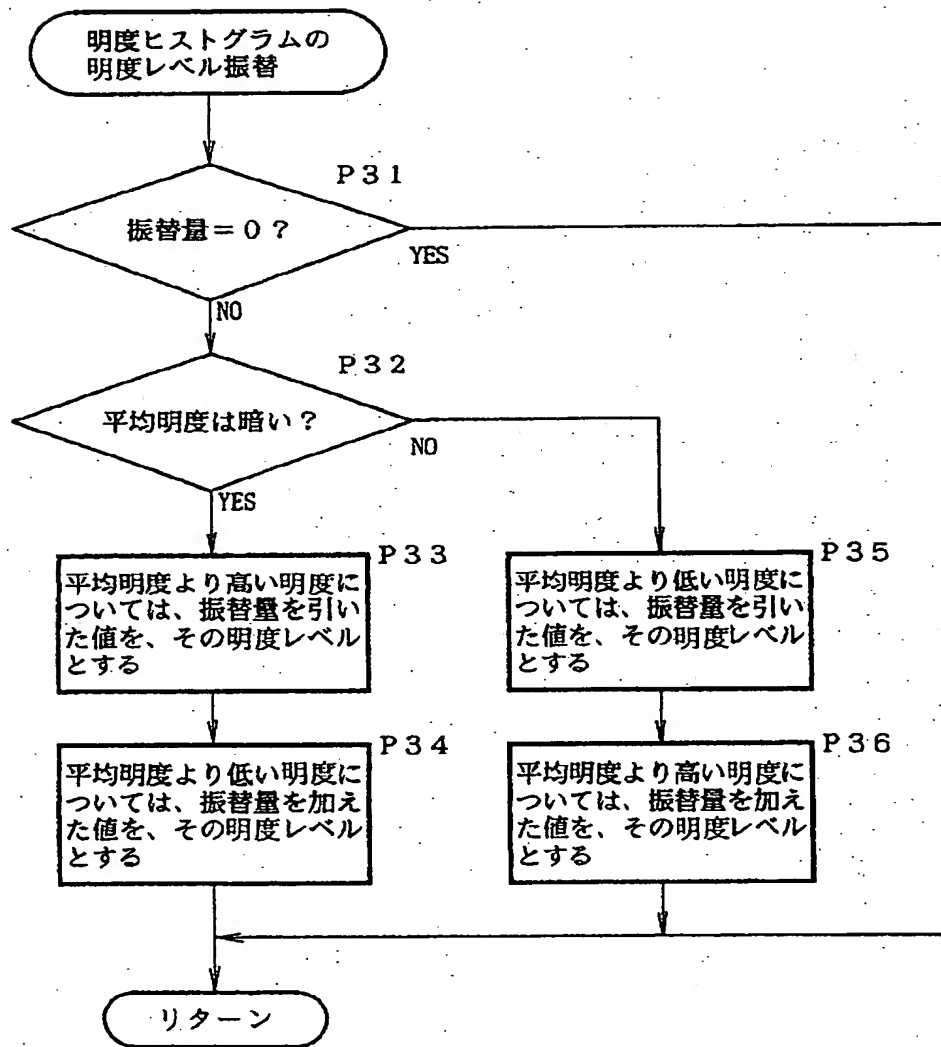 明度ヒストグラムの
明度レベル振替
P31
振替量=0?
YES
NO
P32
平均明度は暗い?
NO
YES
P33
平均明度より高い明度に
ついては、振替量を引い
た値を、その明度レベル
とする
P35
平均明度より低い明度に
ついては、振替量を引い
た値を、その明度レベル
とする
P34
平均明度より低い明度に
ついては、振替量を加え
た値を、その明度レベル
とする
P36
平均明度より高い明度に
ついては、振替量を加え
た値を、その明度レベル
とする
リターン